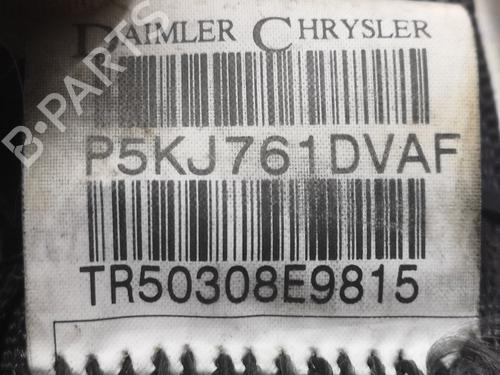 DAIMLER CHRYSLER
B-PARTS
P5KJ761DVAF
TR50308E9815